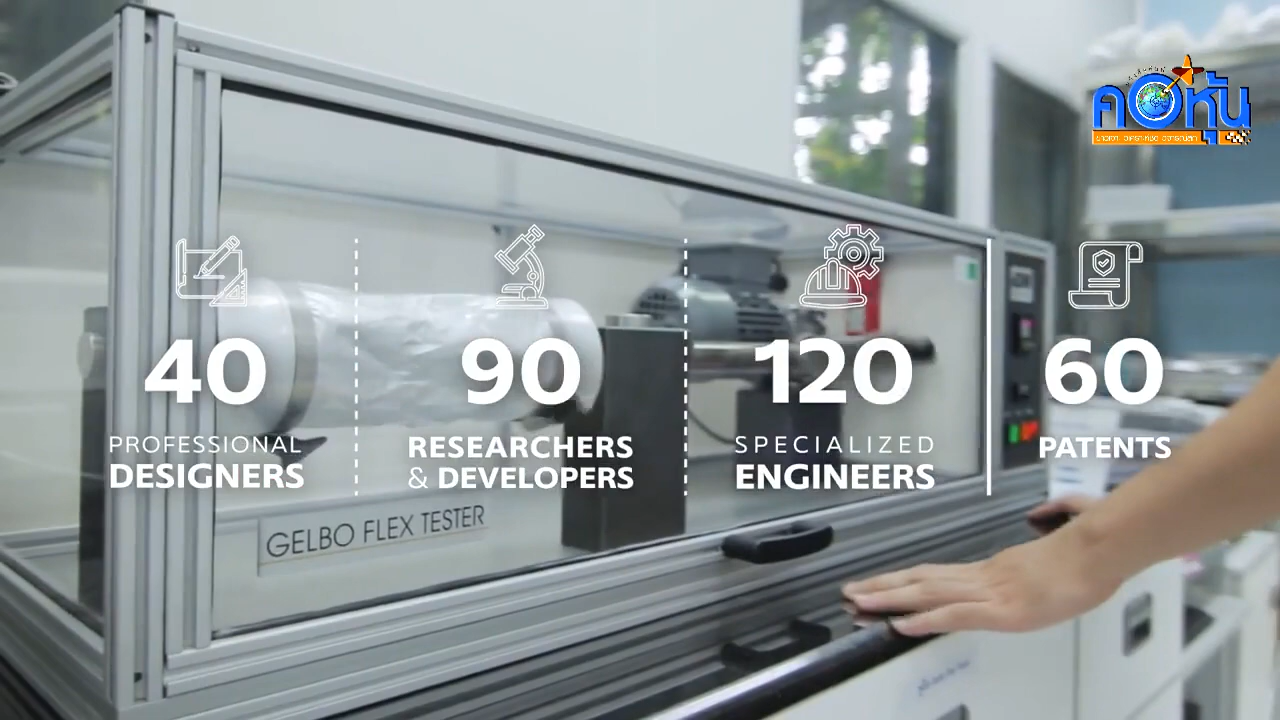 คอหุ้น
40
PROFESSIONAL
DESIGNERS
90
RESEARCHERS
& DEVELOPERS
120
SPECIALIZED
ENGINEERS
60
PATENTS
GELBO FLEX TESTER